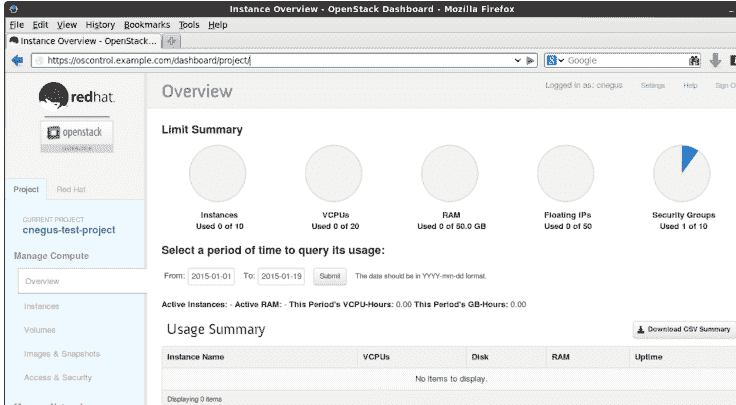 Instance Overview - OpenStack Dashboard - Mozilla Firefox
File Edit View History Bookmarks Tools Help
Instance Overview - OpenStack...
https://oscontrol.example.com/dashboard/project/
Google
redhat.
openstack
Overview
Logged in as: cnegus Settings Help Sign O
Limit Summary
Instances
Used 0 of 10
VCPUs
Used 0 of 20
RAM
Used 0 of 50.0 GB
Floating IPs
Used 0 of 50
Security Groups
Used 1 of 10
Project Red Hat
CURRENT PROJECT
cnegus-test-project
Manage Compute
Overview
Instances
Volumes
Images & Snapshots
Access & Security
Select a period of time to query its usage:
From: 2015-01-01 To: 2015-01-19 Submit The date should be in YYYY-mm-dd format.
Active Instances: - Active RAM: - This Period's VCPU-Hours: 0.00 This Period's GB-Hours: 0.00
Usage Summary
Download CSV Summary
Instance Name VCPUs Disk RAM Uptime
No items to display.
Displaying 0 items